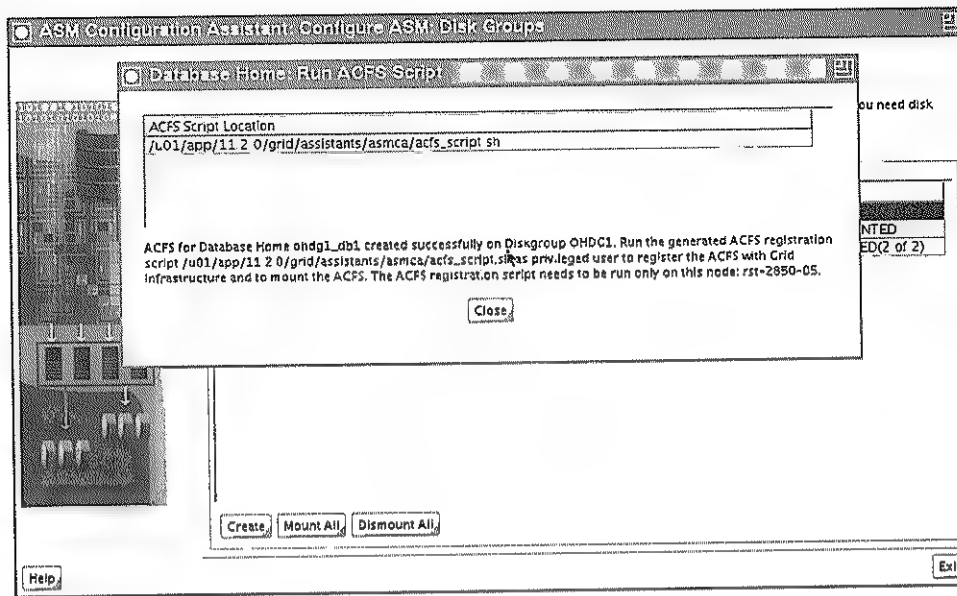 ASM Configuration Assistant: Configure ASM: Disk Groups
Database Home: Run ACFS Script
ou need disk
ACFS Script Location
/u01/app/11 2 0/grid/assistants/asmca/acfs_script sh
NTED
ED(2 of 2)
ACFS for Database Home ohdg1_db1 created successfully on Diskgroup OHDG1. Run the generated ACFS registration
script /u01/app/11 2 0/grid/assistants/asmca/acfs_script.sh as privileged user to register the ACFS with Grid
Infrastructure and to mount the ACFS. The ACFS registration script needs to be run only on this node: rst-2850-05.
Close
Create Mount All Dismount All
Help
Exi